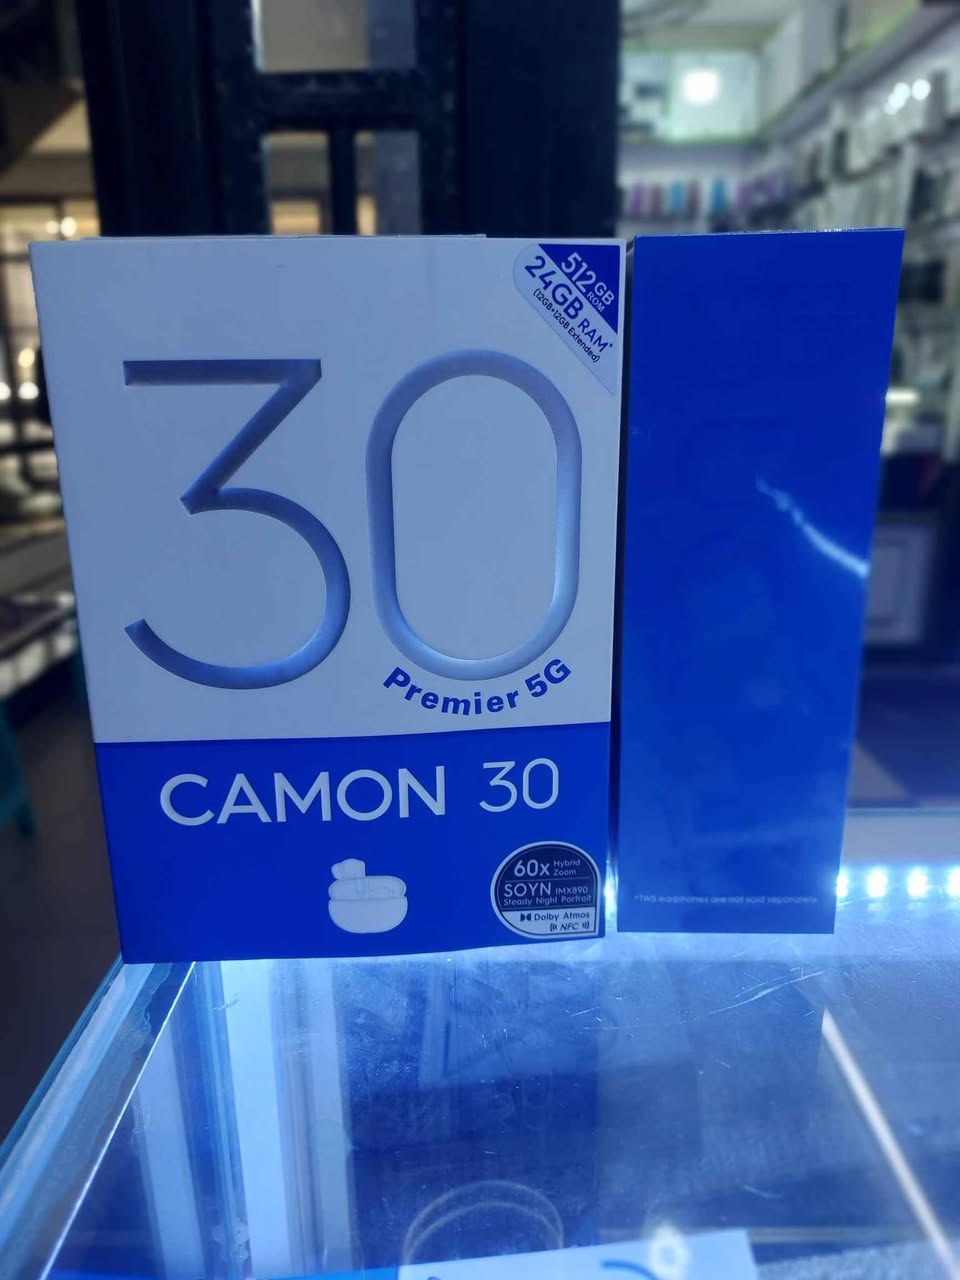 512GB
ROM
24GB RAM*
(12GB+12GB Extended)
30
Premier 5G
CAMON 30
60x Hybrid
Zoom
SOYN IMX890
Steady Night Portrait
Dolby Atmos
NFC
*TWS earphones are not sold separately.